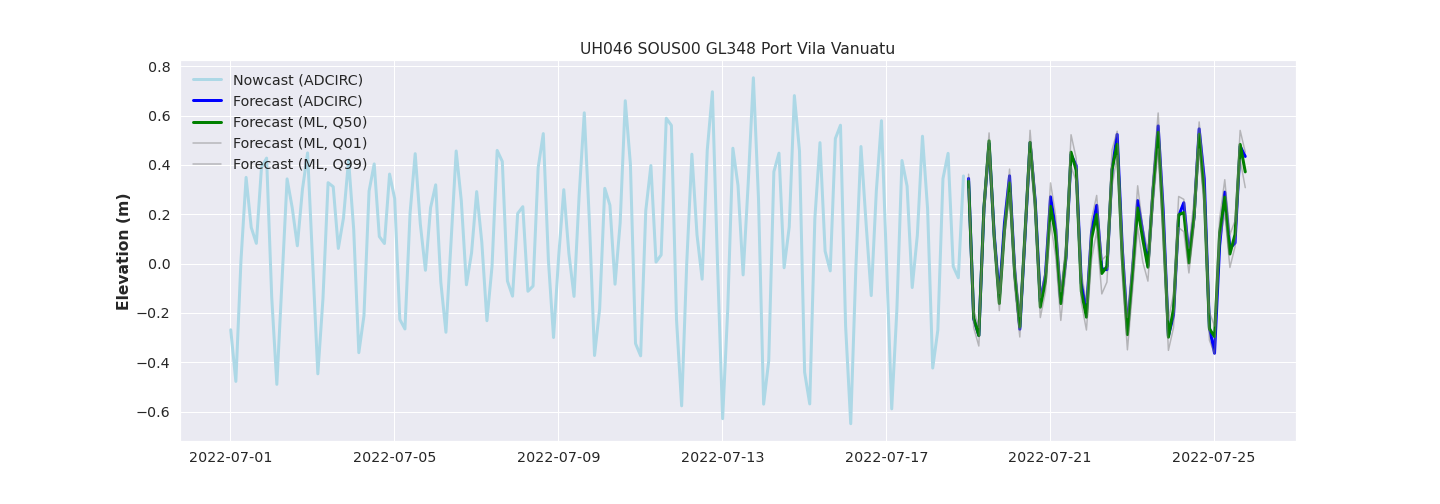 UH046 SOUS00 GL348 Port Vila Vanuatu
Nowcast (ADCIRC)
Forecast (ADCIRC)
Forecast (ML, Q50)
Forecast (ML, Q01)
Forecast (ML, Q99)
Elevation (m)
0.8
0.6
0.4
0.2
0.0
−0.2
−0.4
−0.6
2022-07-01 2022-07-05 2022-07-09 2022-07-13 2022-07-17 2022-07-21 2022-07-25